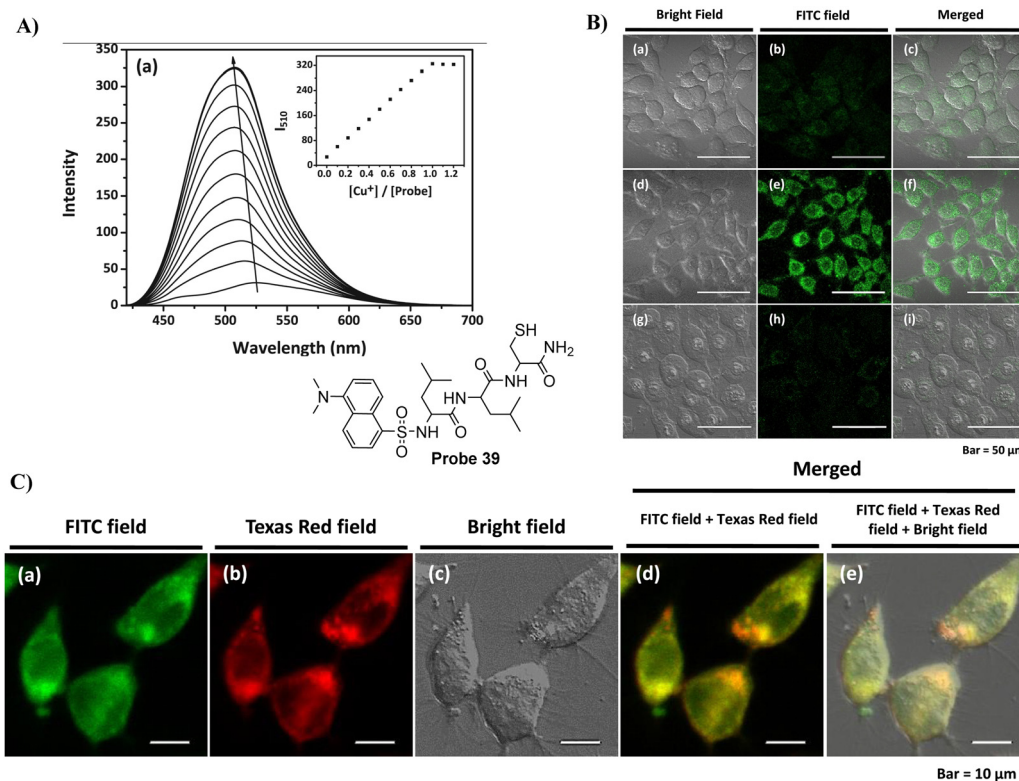 A)
(a)
Intensity
350
300
250
200
150
100
50
0
425 450 500 550 600 650 700
Wavelength (nm)
I510
320
240
160
80
0
0.0 0.2 0.4 0.6 0.8 1.0 1.2
[Cu+] / [Probe]
SH
NH2
O
HN
O
HN
O
O
S
O
NH
N
Probe 39
B)
Bright Field FITC field Merged
(a) (b) (c)
(d) (e) (f)
(g) (h) (i)
Bar = 50 µm
C)
Merged
FITC field Texas Red field Bright field FITC field + Texas Red field FITC field + Texas Red
field + Bright field
(a) (b) (c) (d) (e)
Bar = 10 µm